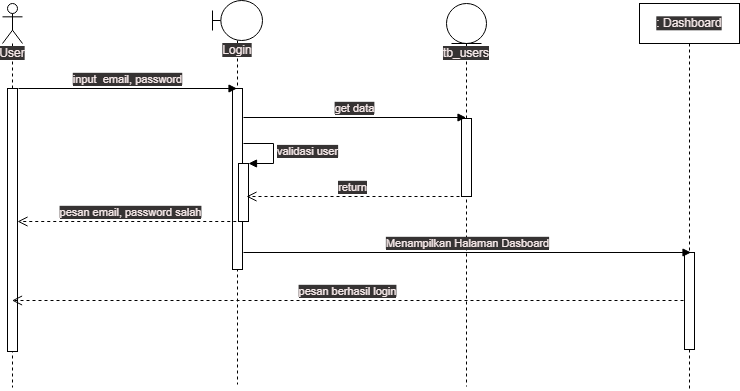 : Dashboard
User
Login
tb_users
input  email, password
get data
validasi user
return
pesan email, password salah
Menampilkan Halaman Dasboard
pesan berhasil login